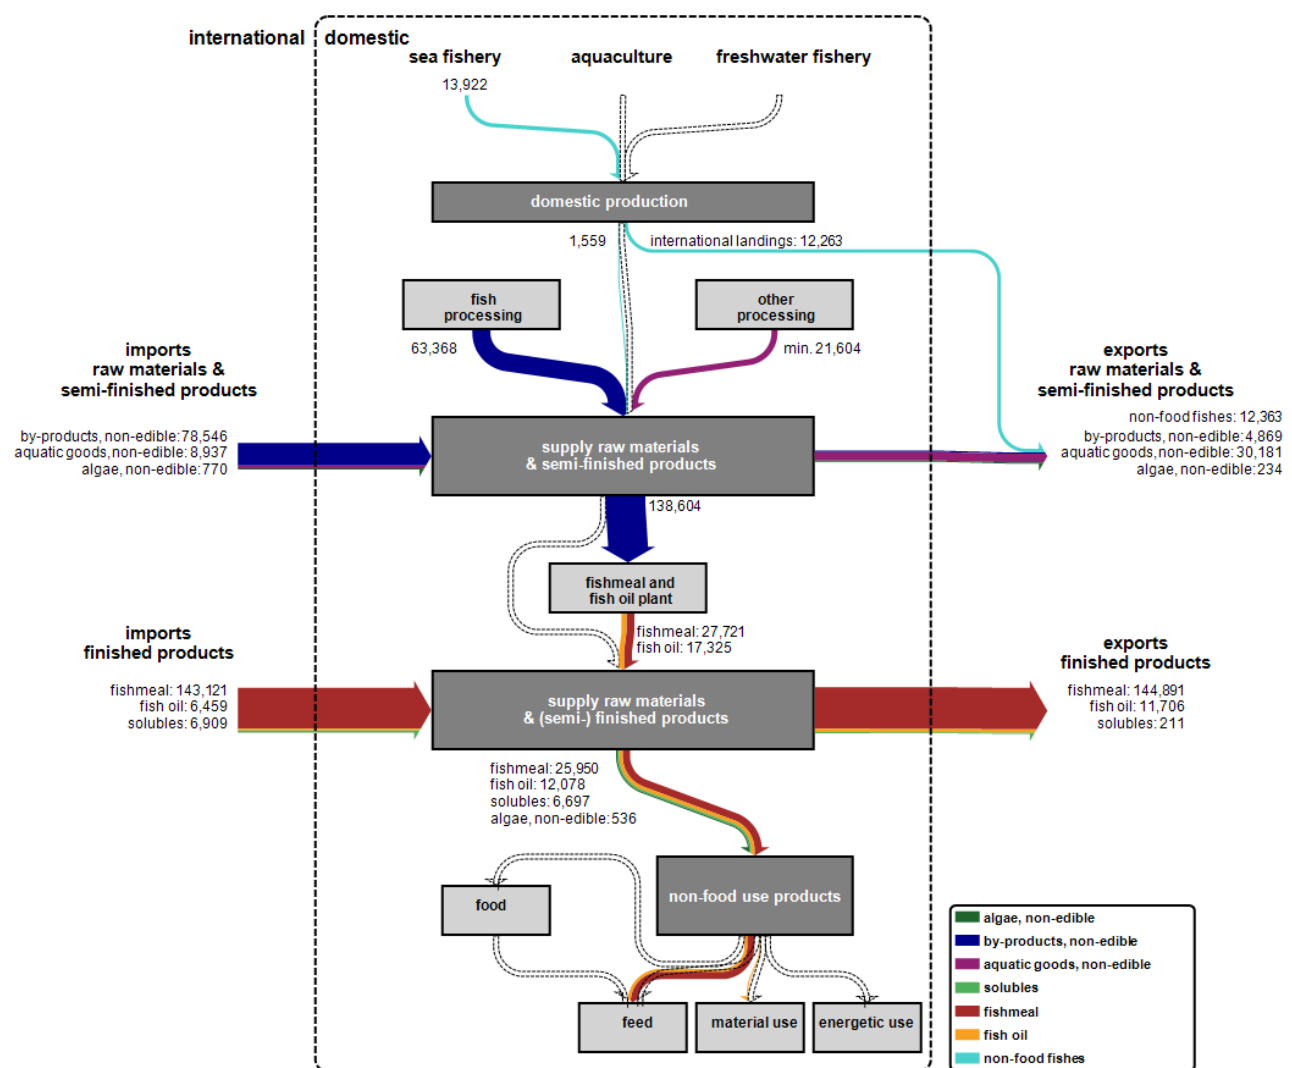 international
domestic
sea fishery
aquaculture
freshwater fishery
13,922
domestic production
1,559
international landings: 12,263
fish
processing
other
processing
63,368
min. 21,604
imports
raw materials &
semi-finished products
exports
raw materials &
semi-finished products
by-products, non-edible: 78,546
aquatic goods, non-edible: 8,937
algae, non-edible: 770
supply raw materials
& semi-finished products
non-food fishes: 12,363
by-products, non-edible: 4,869
aquatic goods, non-edible: 30,181
algae, non-edible: 234
138,604
fishmeal and
fish oil plant
fishmeal: 27,721
fish oil: 17,325
imports
finished products
exports
finished products
fishmeal: 143,121
fish oil: 6,459
solubles: 6,909
supply raw materials
& (semi-) finished products
fishmeal: 144,891
fish oil: 11,706
solubles: 211
fishmeal: 25,950
fish oil: 12,078
solubles: 6,697
algae, non-edible: 536
food
non-food use products
feed
material use
energetic use
algae, non-edible
by-products, non-edible
aquatic goods, non-edible
solubles
fishmeal
fish oil
non-food fishes